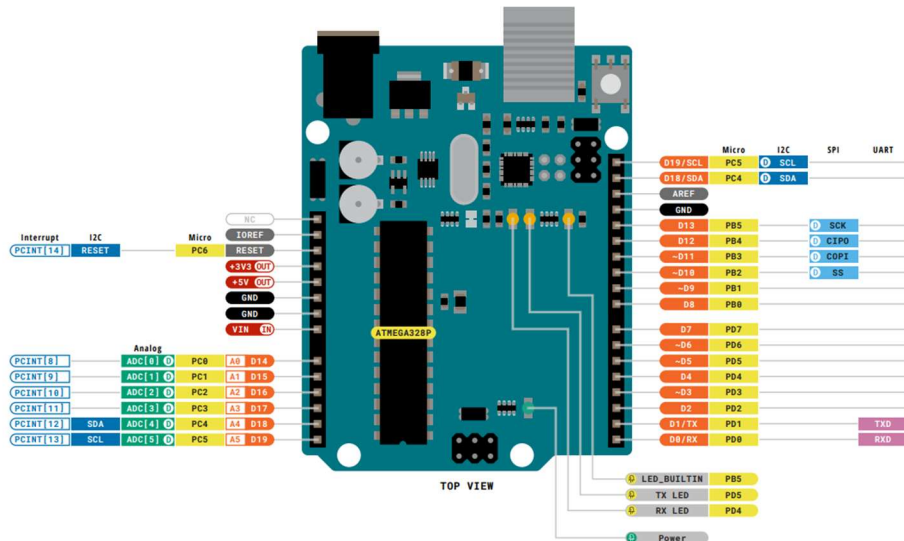 Micro I2C SPI UART
D19/SCL PC5 D SCL
D18/SDA PC4 D SDA
AREF
GND
D13 PB5 D SCK
D12 PB4 D CIPO
~D11 PB3 D COPI
~D10 PB2 D SS
~D9 PB1
D8 PB0
D7 PD7
~D6 PD6
~D5 PD5
D4 PD4
~D3 PD3
D2 PD2
D1/TX PD1 TXD
D0/RX PD0 RXD
Interrupt I2C Micro
NC
IOREF
PCINT[14] RESET PC6 RESET
+3V3 OUT
+5V OUT
GND
GND
VIN IN
ATMEGA328P
Analog
PCINT[8] ADC[0] D PC0 A0 D14
PCINT[9] ADC[1] D PC1 A1 D15
PCINT[10] ADC[2] D PC2 A2 D16
PCINT[11] ADC[3] D PC3 A3 D17
PCINT[12] SDA ADC[4] D PC4 A4 D18
PCINT[13] SCL ADC[5] D PC5 A5 D19
TOP VIEW
LED_BUILTIN PB5
TX LED PD5
RX LED PD4
Power